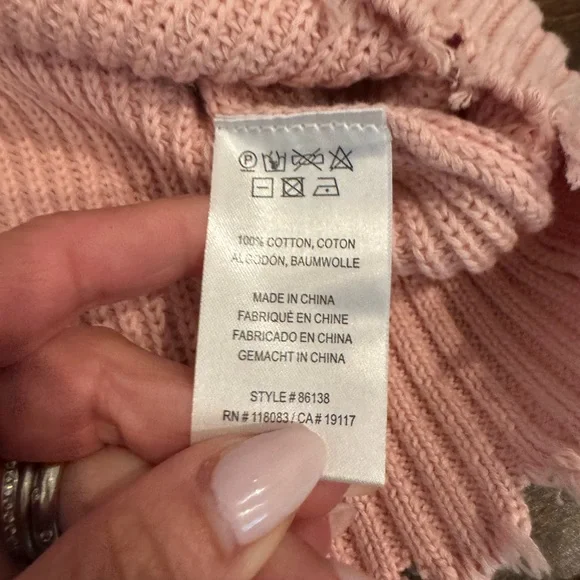 P
100% COTTON, COTON
ALGODÓN, BAUMWOLLE
MADE IN CHINA
FABRIQUÉ EN CHINE
FABRICADO EN CHINA
GEMACHT IN CHINA
STYLE # 86138
RN # 118083 / CA # 19117